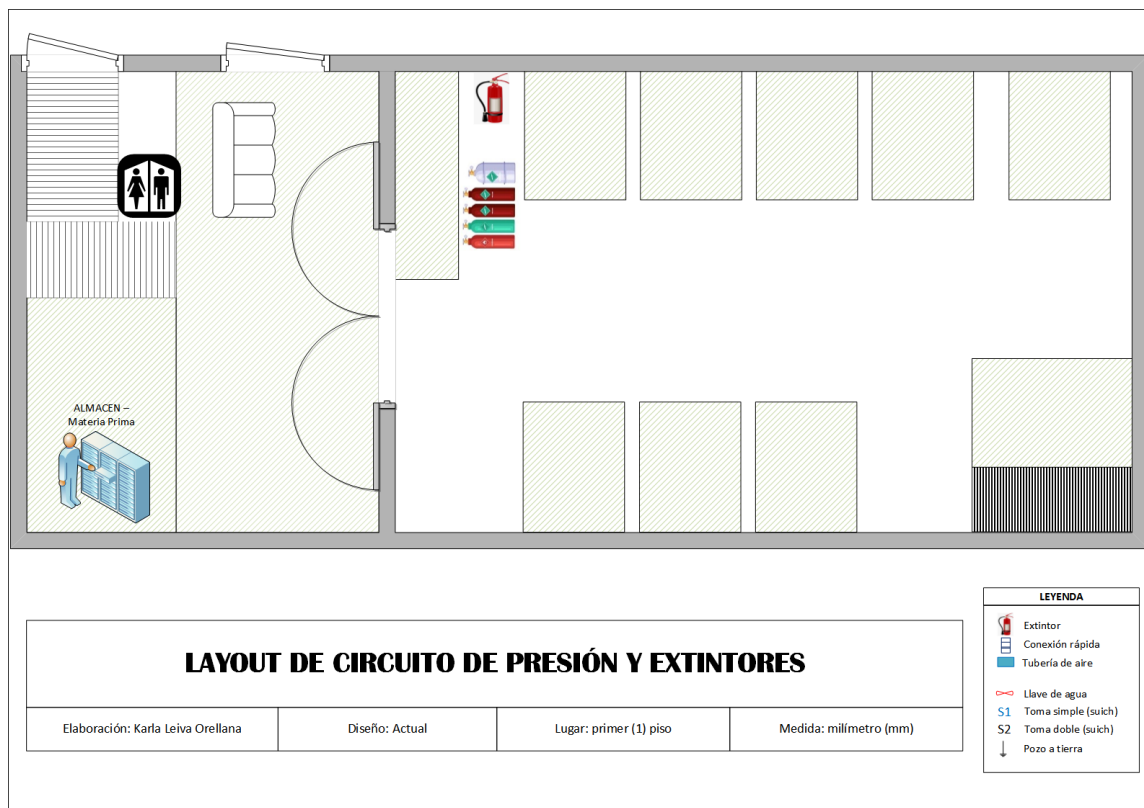 ALMACEN –
Materia Prima
LAYOUT DE CIRCUITO DE PRESIÓN Y EXTINTORES
Elaboración: Karla Leiva Orellana
Diseño: Actual
Lugar: primer (1) piso
Medida: milímetro (mm)
LEYENDA
Extintor
Conexión rápida
Tubería de aire
Llave de agua
S1 Toma simple (suich)
S2 Toma doble (suich)
Pozo a tierra